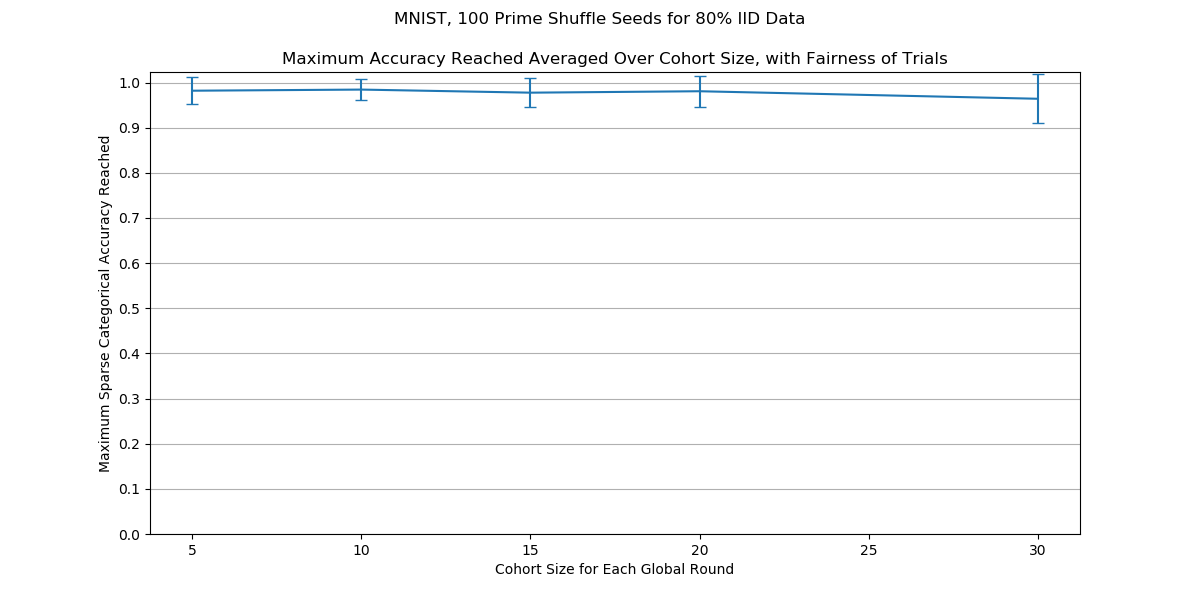 MNIST, 100 Prime Shuffle Seeds for 80% IID Data
Maximum Accuracy Reached Averaged Over Cohort Size, with Fairness of Trials
Maximum Sparse Categorical Accuracy Reached
1.0
0.9
0.8
0.7
0.6
0.5
0.4
0.3
0.2
0.1
0.0
5 10 15 20 25 30
Cohort Size for Each Global Round